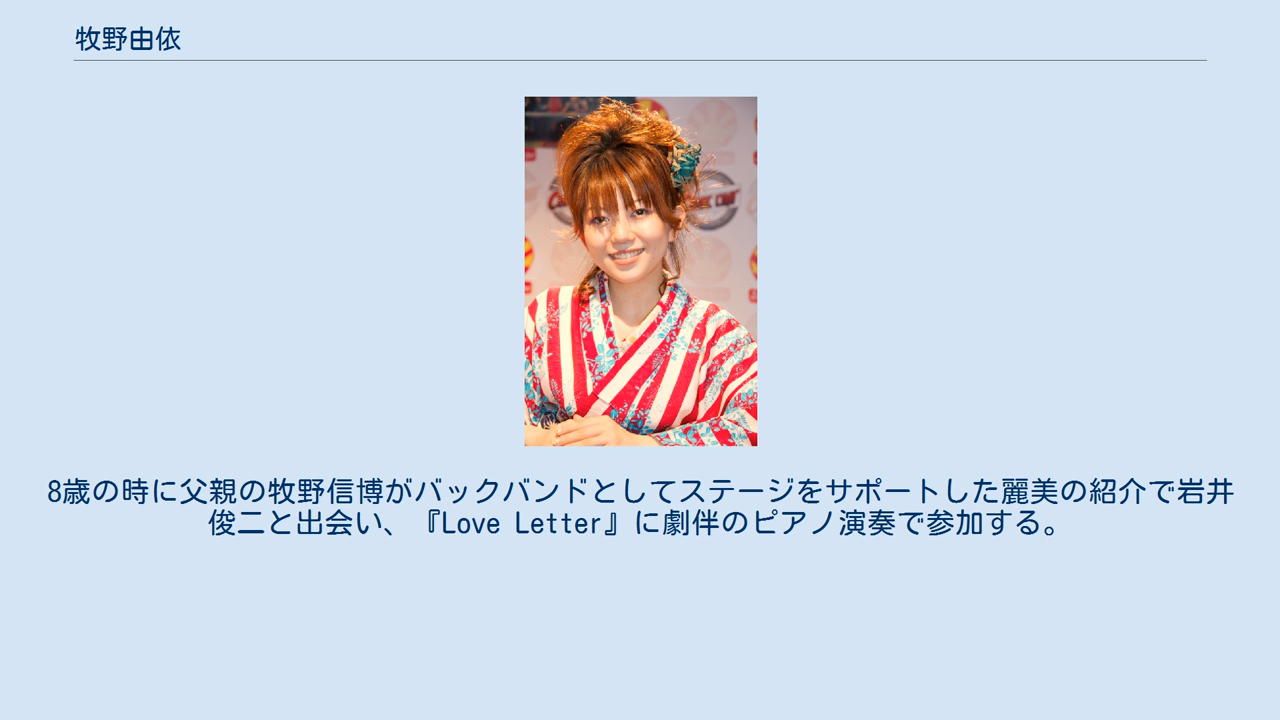 牧野由依
8歳の時に父親の牧野信博がバックバンドとしてステージをサポートした麗美の紹介で岩井
俊二と出会い、『Love Letter』に劇伴のピアノ演奏で参加する。